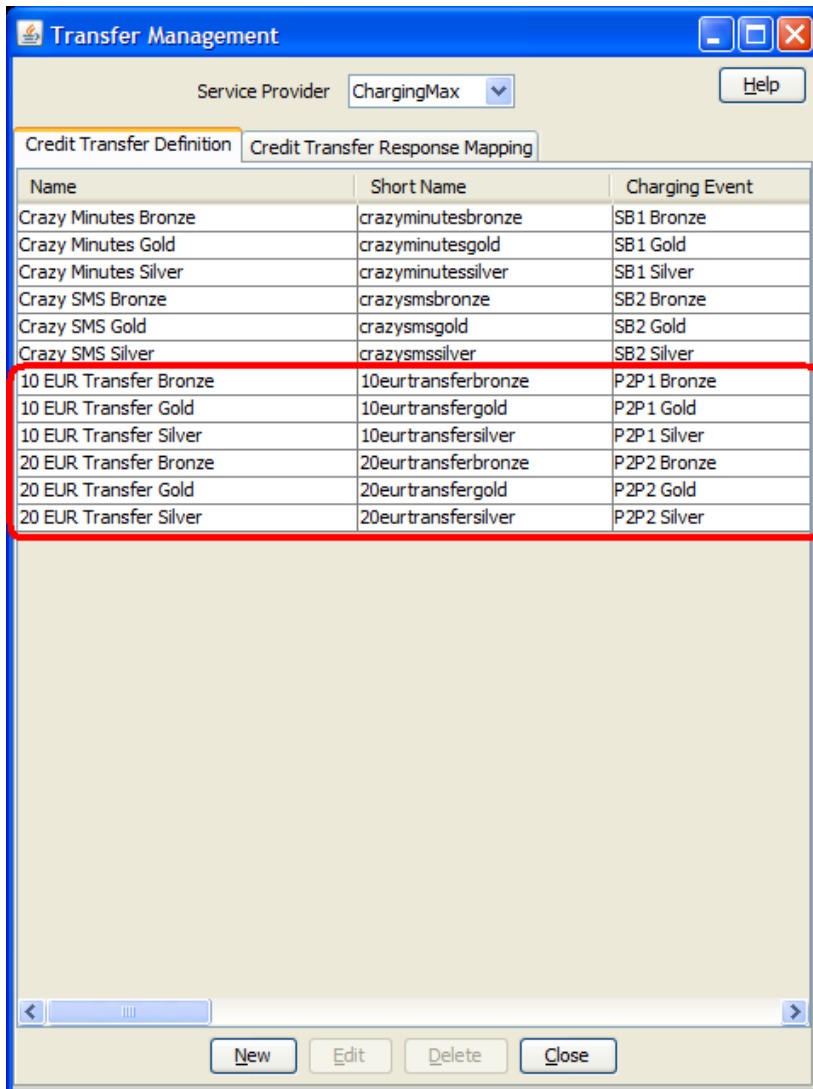 Transfer Management
Service Provider ChargingMax Help
Credit Transfer Definition Credit Transfer Response Mapping
Name Short Name Charging Event
Crazy Minutes Bronze crazyminutesbronze SB1 Bronze
Crazy Minutes Gold crazyminutesgold SB1 Gold
Crazy Minutes Silver crazyminutessilver SB1 Silver
Crazy SMS Bronze crazysmsbronze SB2 Bronze
Crazy SMS Gold crazysmsgold SB2 Gold
Crazy SMS Silver crazysmssilver SB2 Silver
10 EUR Transfer Bronze 10eurtransferbronze P2P1 Bronze
10 EUR Transfer Gold 10eurtransfergold P2P1 Gold
10 EUR Transfer Silver 10eurtransfersilver P2P1 Silver
20 EUR Transfer Bronze 20eurtransferbronze P2P2 Bronze
20 EUR Transfer Gold 20eurtransfergold P2P2 Gold
20 EUR Transfer Silver 20eurtransfersilver P2P2 Silver
New Edit Delete Close